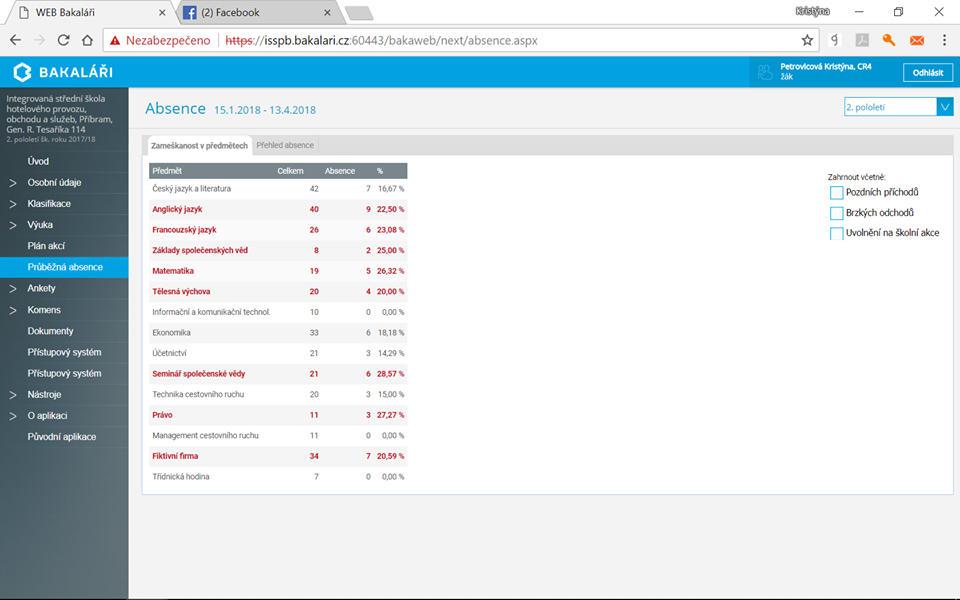 WEB Bakaláři
(2) Facebook
Kristýna
Nezabezpečeno https://isspb.bakalari.cz:60443/bakaweb/next/absence.aspx
BAKALÁŘI
Petrovicová Kristýna, CR4
žák
Odhlásit
Integrovaná střední škola
hotelového provozu,
obchodu a služeb, Příbram,
Gen. R. Tesaříka 114
2. pololetí šk. roku 2017/18
Úvod
Osobní údaje
Klasifikace
Výuka
Plán akcí
Průběžná absence
Ankety
Komens
Dokumenty
Přístupový systém
Přístupový systém
Nástroje
O aplikaci
Původní aplikace
Absence 15.1.2018 - 13.4.2018
2. pololetí
Zameškanost v předmětech Přehled absence
Předmět Celkem Absence %
Český jazyk a literatura 42 7 16,67 %
Anglický jazyk 40 9 22,50 %
Francouzský jazyk 26 6 23,08 %
Základy společenských věd 8 2 25,00 %
Matematika 19 5 26,32 %
Tělesná výchova 20 4 20,00 %
Informační a komunikační technol. 10 0 0,00 %
Ekonomika 33 6 18,18 %
Účetnictví 21 3 14,29 %
Seminář společenské vědy 21 6 28,57 %
Technika cestovního ruchu 20 3 15,00 %
Právo 11 3 27,27 %
Management cestovního ruchu 11 0 0,00 %
Fiktivní firma 34 7 20,59 %
Třídnická hodina 7 0 0,00 %
Zahrnout včetně:
Pozdních příchodů
Brzkých odchodů
Uvolnění na školní akce